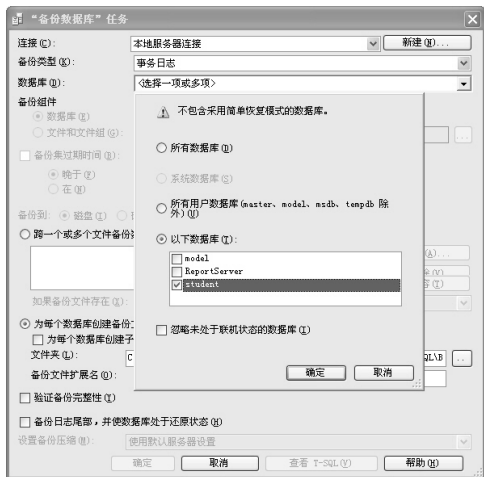 “备份数据库”任务
连接(C):
本地服务器连接
新建(N)...
备份类型(K):
事务日志
数据库(D):
<选择一项或多项>
备份组件
数据库(E)
文件和文件组(G):
...
备份集过期时间(D):
晚于(F)
在(H)
备份到:
磁盘(I)
跨一个或多个文件备份
如果备份文件存在(X):
为每个数据库创建备份
为每个数据库创建子
文件夹(L):
C
QL\B
..
备份文件扩展名(O):
验证备份完整性(Y)
备份日志尾部，并使数据库处于还原状态(H)
设置备份压缩(M):
使用默认服务器设置
确定
取消
查看 T-SQL(V)
帮助(H)
不包含采用简单恢复模式的数据库。
所有数据库(D)
系统数据库(S)
所有用户数据库(master、model、msdb、tempdb 除
外)(U)
以下数据库(T):
model
ReportServer
student
忽略未处于联机状态的数据库(I)
确定
取消